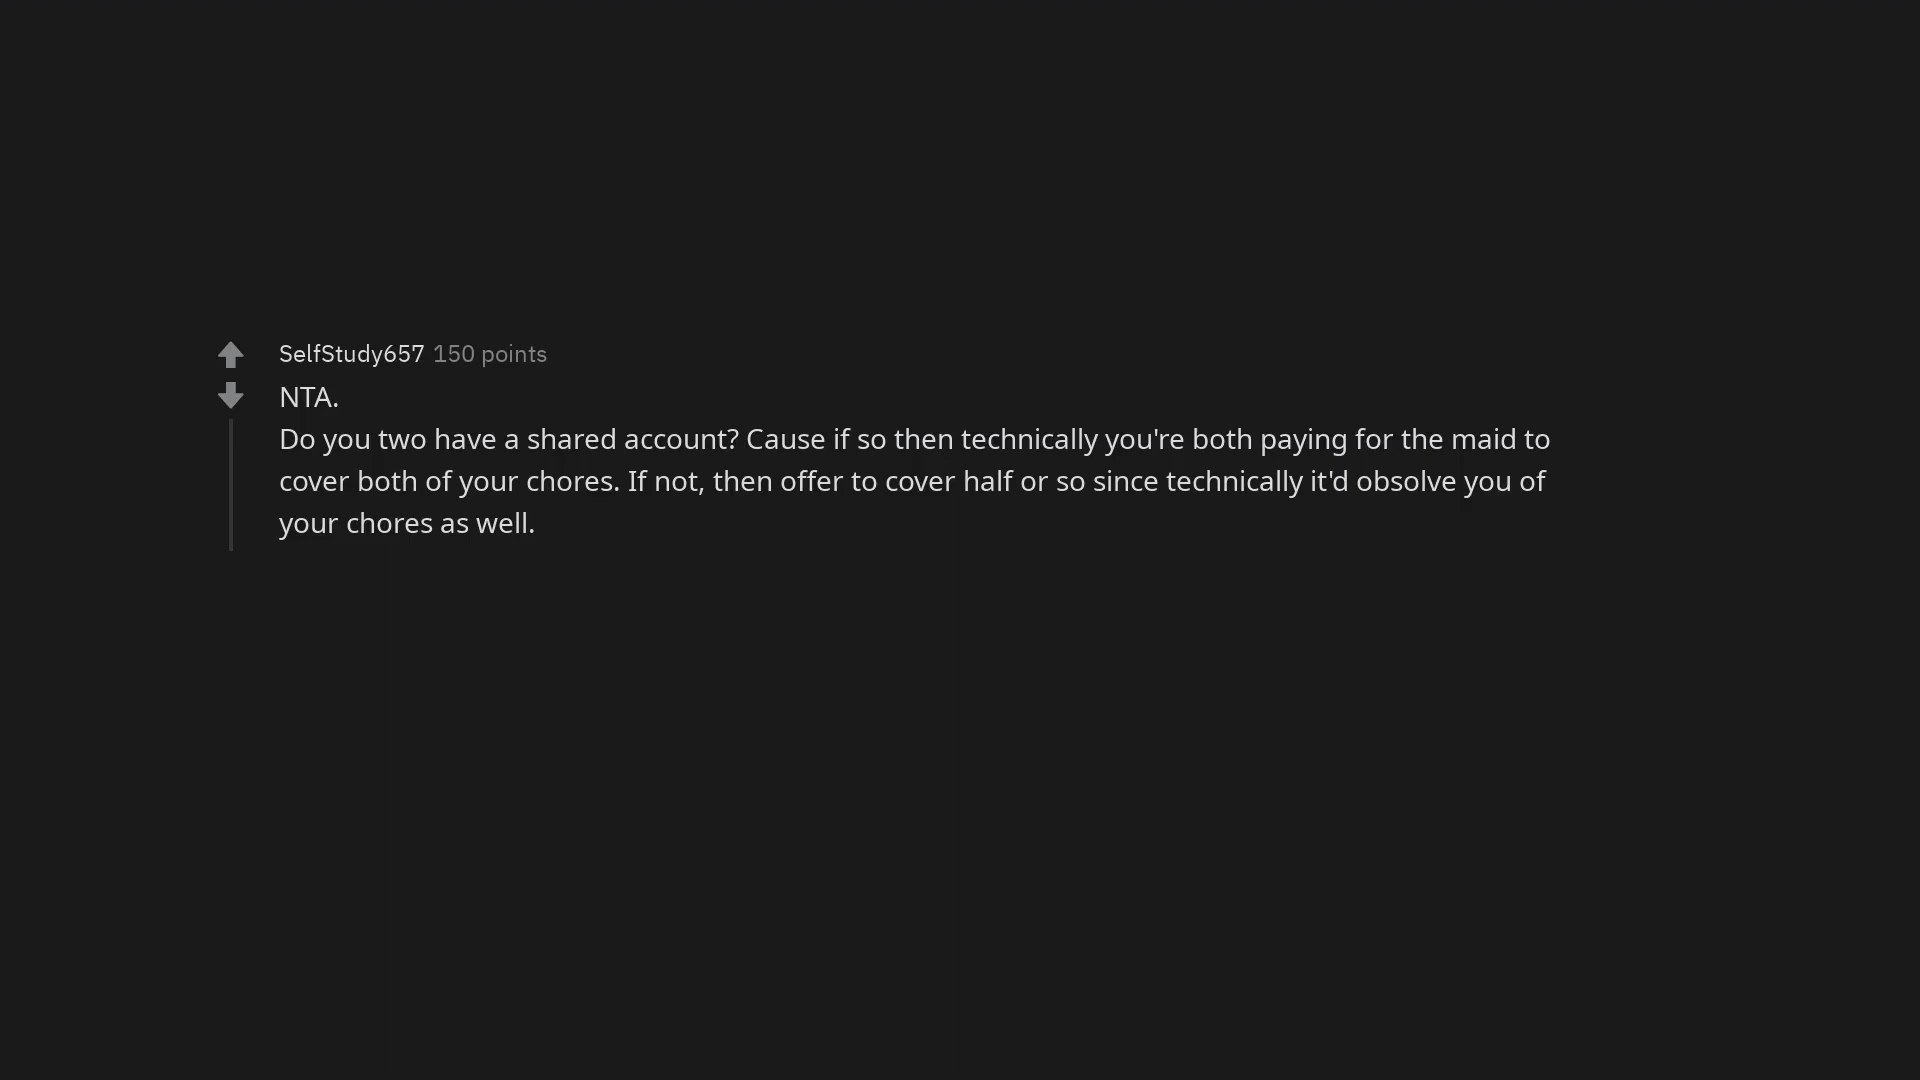 SelfStudy657 150 points
NTA.
Do you two have a shared account? Cause if so then technically you're both paying for the maid to
cover both of your chores. If not, then offer to cover half or so since technically it'd obsolve you of
your chores as well.